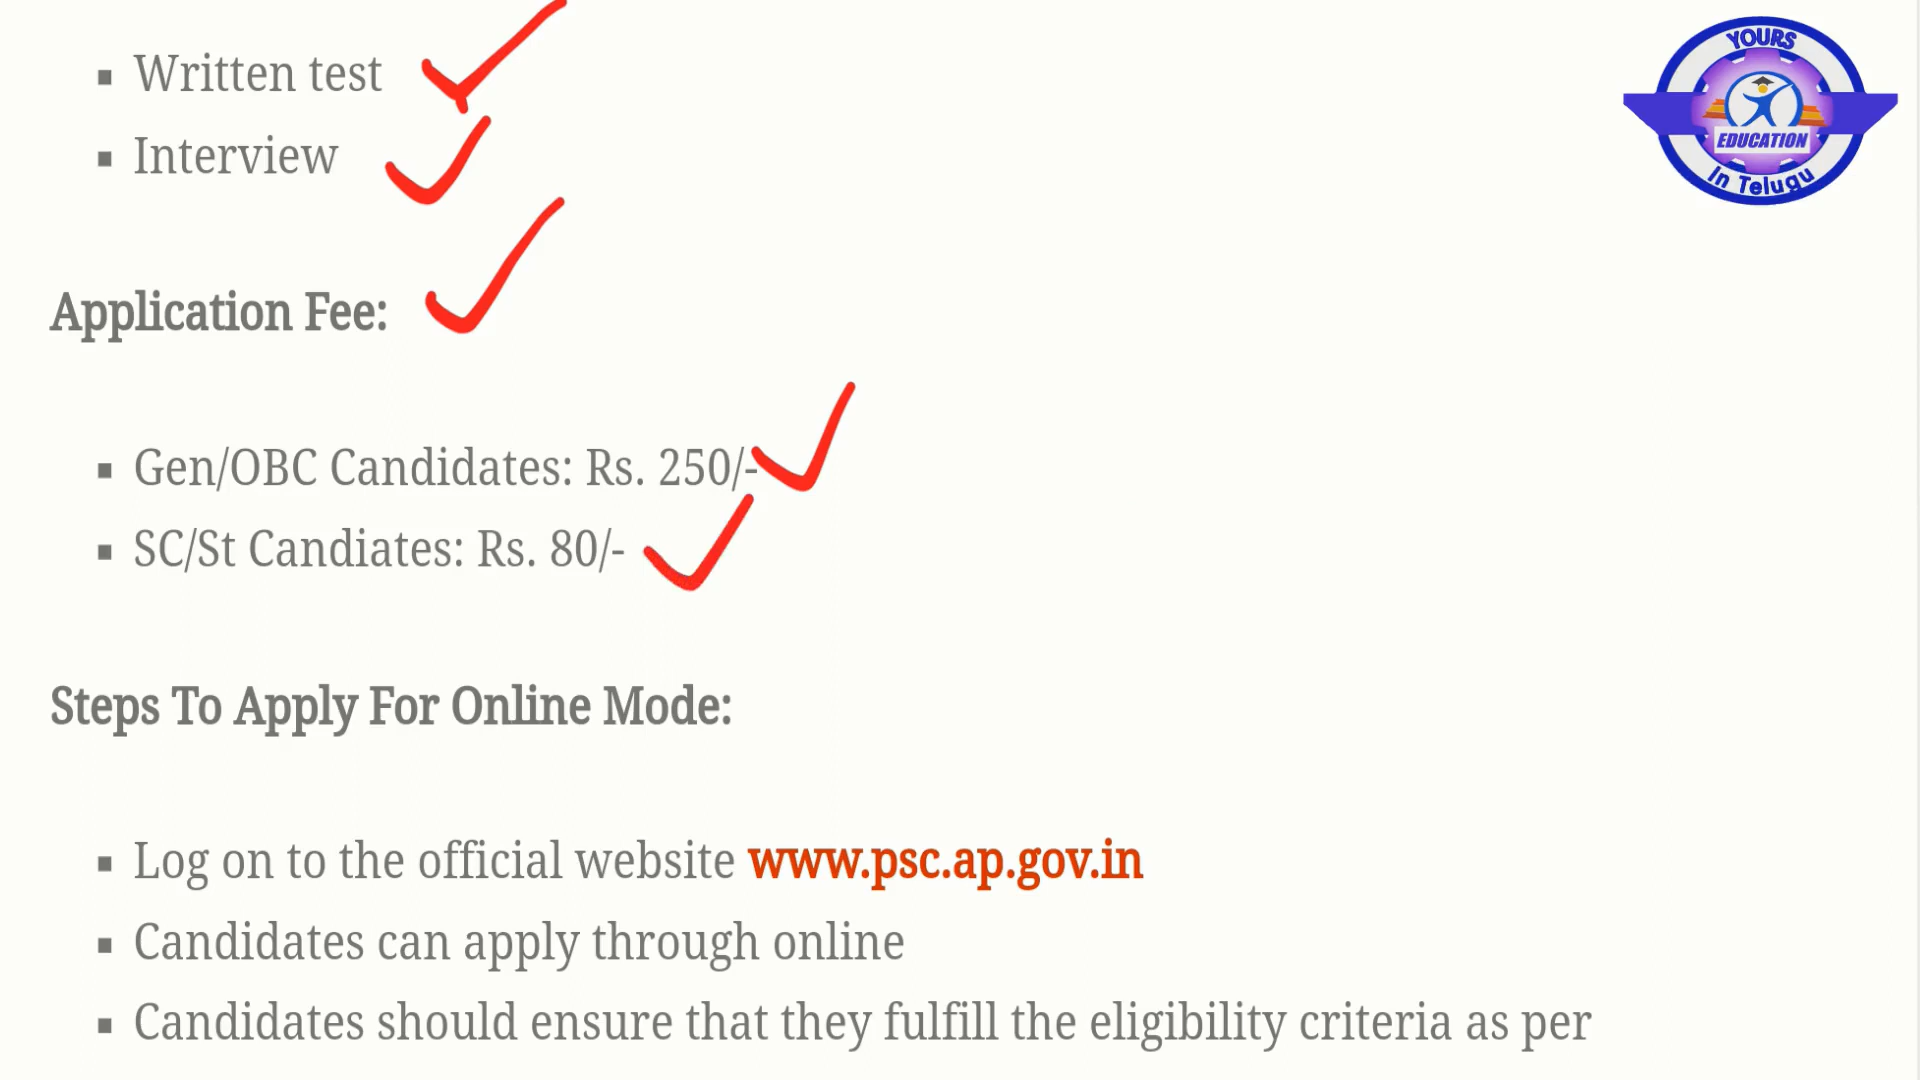 Written test
Interview
Application Fee:
Gen/OBC Candidates: Rs. 250/-
SC/St Candiates: Rs. 80/-
Steps To Apply For Online Mode:
Log on to the official website www.psc.ap.gov.in
Candidates can apply through online
Candidates should ensure that they fulfill the eligibility criteria as per
YOURS
EDUCATION
In Telugu